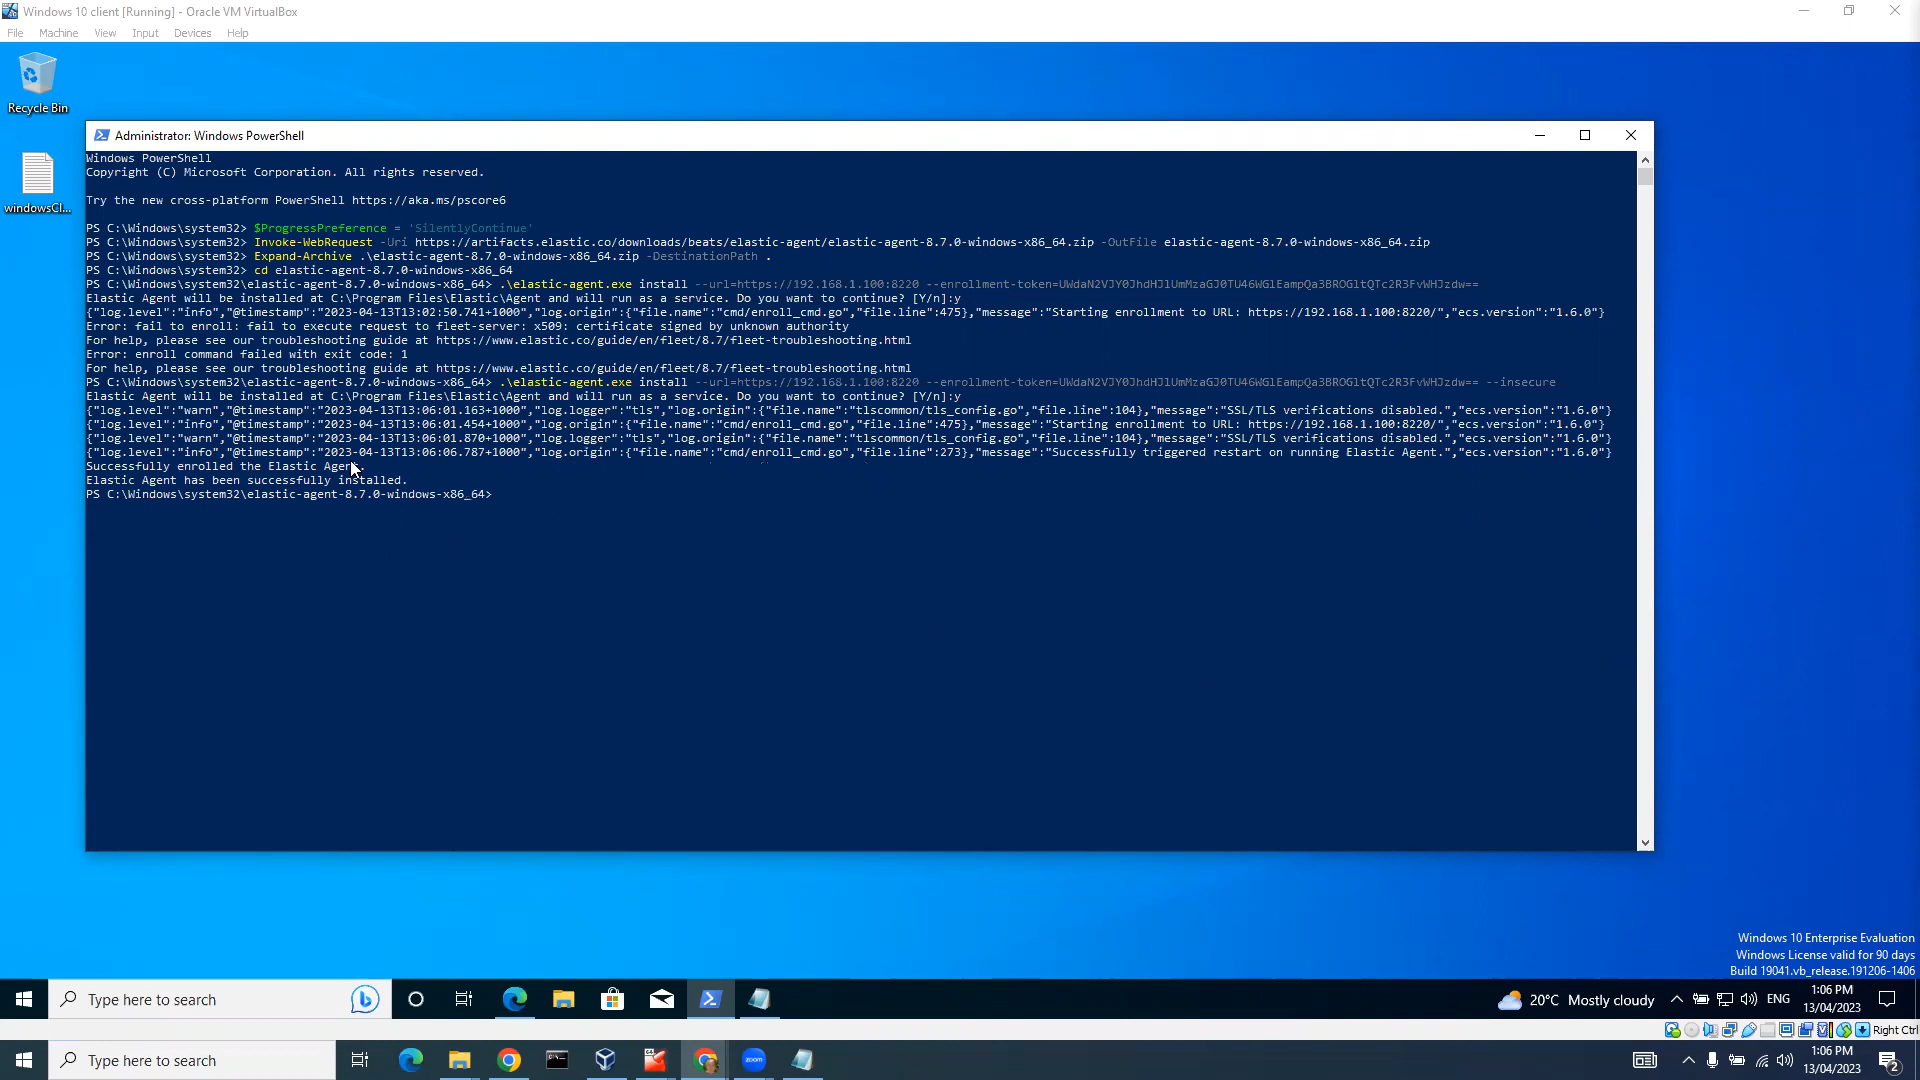 Windows 10 client [Running] - Oracle VM VirtualBox
File Machine View Input Devices Help
Recycle Bin
windowsCl...
Administrator: Windows PowerShell
Windows PowerShell
Copyright (C) Microsoft Corporation. All rights reserved.
Try the new cross-platform PowerShell https://aka.ms/pscore6
PS C:\Windows\system32> $ProgressPreference = 'SilentlyContinue'
PS C:\Windows\system32> Invoke-WebRequest -Uri https://artifacts.elastic.co/downloads/beats/elastic-agent/elastic-agent-8.7.0-windows-x86_64.zip -OutFile elastic-agent-8.7.0-windows-x86_64.zip
PS C:\Windows\system32> Expand-Archive .\elastic-agent-8.7.0-windows-x86_64.zip -DestinationPath .
PS C:\Windows\system32> cd elastic-agent-8.7.0-windows-x86_64
PS C:\Windows\system32\elastic-agent-8.7.0-windows-x86_64> .\elastic-agent.exe install --url=https://192.168.1.100:8220
Elastic Agent will be installed at C:\Program Files\Elastic\Agent and will run as a service. Do you want to continue? [Y/n]:y
{"log.level":"info","@timestamp":"2023-04-13T13:02:50.741+1000","log.origin":{"file.name":"cmd/enroll_cmd.go","file.line":475},"message":"Starting enrollment to URL: https://192.168.1.100:8220/","ecs.version":"1.6.0"}
Error: fail to enroll: fail to execute request to fleet-server: x509: certificate signed by unknown authority
For help, please see our troubleshooting guide at https://www.elastic.co/guide/en/fleet/8.7/fleet-troubleshooting.html
Error: enroll command failed with exit code: 1
For help, please see our troubleshooting guide at https://www.elastic.co/guide/en/fleet/8.7/fleet-troubleshooting.html
PS C:\Windows\system32\elastic-agent-8.7.0-windows-x86_64> .\elastic-agent.exe install --url=https://192.168.1.100:8220 --insecure
Elastic Agent will be installed at C:\Program Files\Elastic\Agent and will run as a service. Do you want to continue? [Y/n]:y
{"log.level":"warn","@timestamp":"2023-04-13T13:06:01.163+1000","log.logger":"tls","log.origin":{"file.name":"tlscommon/tls_config.go","file.line":104},"message":"SSL/TLS verifications disabled.","ecs.version":"1.6.0"}
{"log.level":"info","@timestamp":"2023-04-13T13:06:01.454+1000","log.origin":{"file.name":"cmd/enroll_cmd.go","file.line":475},"message":"Starting enrollment to URL: https://192.168.1.100:8220/","ecs.version":"1.6.0"}
{"log.level":"warn","@timestamp":"2023-04-13T13:06:01.870+1000","log.logger":"tls","log.origin":{"file.name":"tlscommon/tls_config.go","file.line":104},"message":"SSL/TLS verifications disabled.","ecs.version":"1.6.0"}
{"log.level":"info","@timestamp":"2023-04-13T13:06:06.787+1000","log.origin":{"file.name":"cmd/enroll_cmd.go","file.line":273},"message":"Successfully triggered restart on running Elastic Agent.","ecs.version":"1.6.0"}
Successfully enrolled the Elastic Agent.
Elastic Agent has been successfully installed.
PS C:\Windows\system32\elastic-agent-8.7.0-windows-x86_64>
Windows 10 Enterprise Evaluation
Windows License valid for 90 days
Build 19041.vb_release.191206-1406
Type here to search
20°C Mostly cloudy
ENG
1:06 PM
13/04/2023
Right Ctrl
Type here to search
zoom
1:06 PM
13/04/2023
2